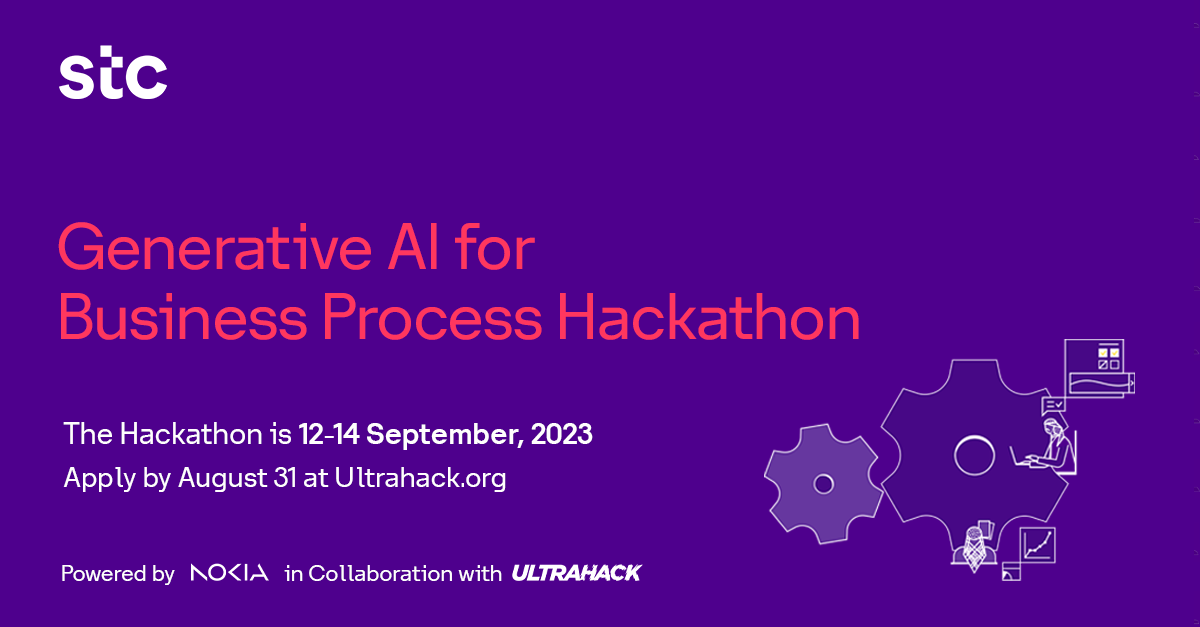 stc
Generative AI for
Business Process Hackathon
The Hackathon is 12-14 September, 2023
Apply by August 31 at Ultrahack.org
Powered by NOKIA in Collaboration with ULTRAHACK